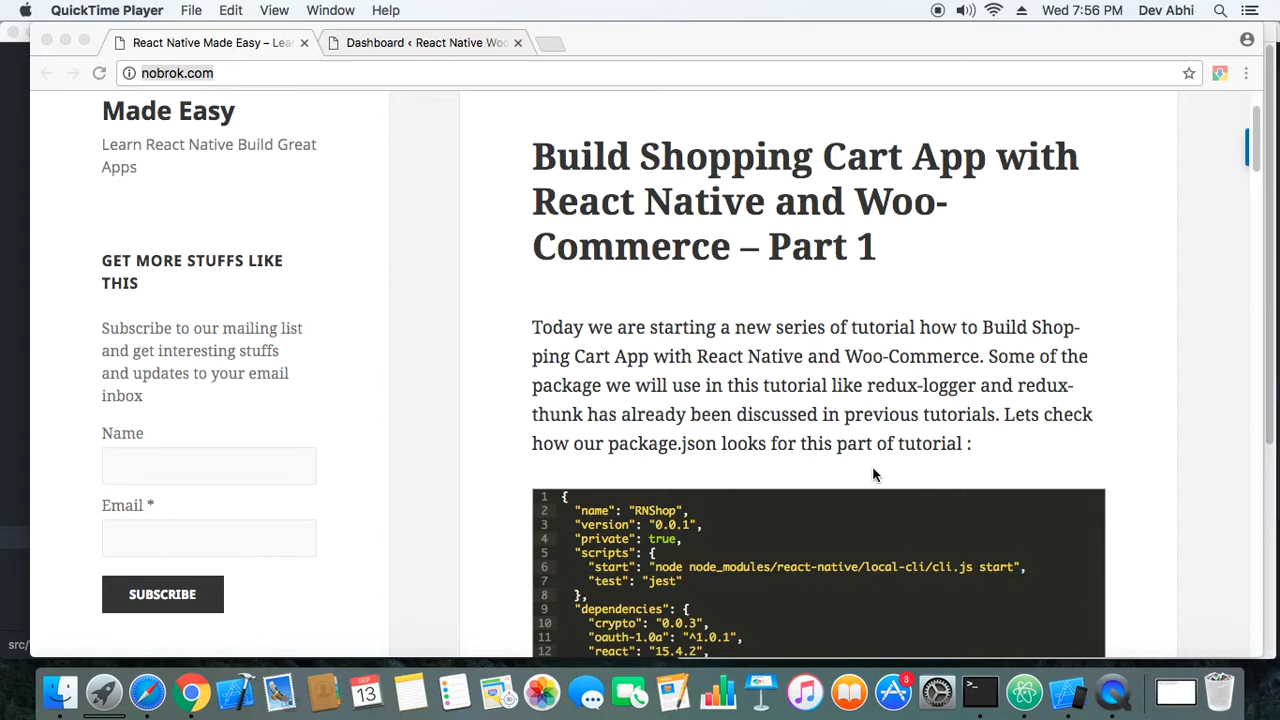 QuickTime Player File Edit View Window Help Wed 7:56 PM Dev Abhi
React Native Made Easy – Lea
Dashboard ‹ React Native Woo
nobrok.com
Made Easy
Learn React Native Build Great
Apps
GET MORE STUFFS LIKE
THIS
Subscribe to our mailing list
and get interesting stuffs
and updates to your email
inbox
Name
Email *
SUBSCRIBE
Build Shopping Cart App with
React Native and Woo-
Commerce – Part 1
Today we are starting a new series of tutorial how to Build Shop-
ping Cart App with React Native and Woo-Commerce. Some of the
package we will use in this tutorial like redux-logger and redux-
thunk has already been discussed in previous tutorials. Lets check
how our package.json looks for this part of tutorial :
1 {
2 "name": "RNShop",
3 "version": "0.0.1",
4 "private": true,
5 "scripts": {
6 "start": "node node_modules/react-native/local-cli/cli.js start",
7 "test": "jest"
8 },
9 "dependencies": {
10 "crypto": "0.0.3",
11 "oauth-1.0a": "^1.0.1",
12 "react": "15.4.2",
src/
SEP
13
3